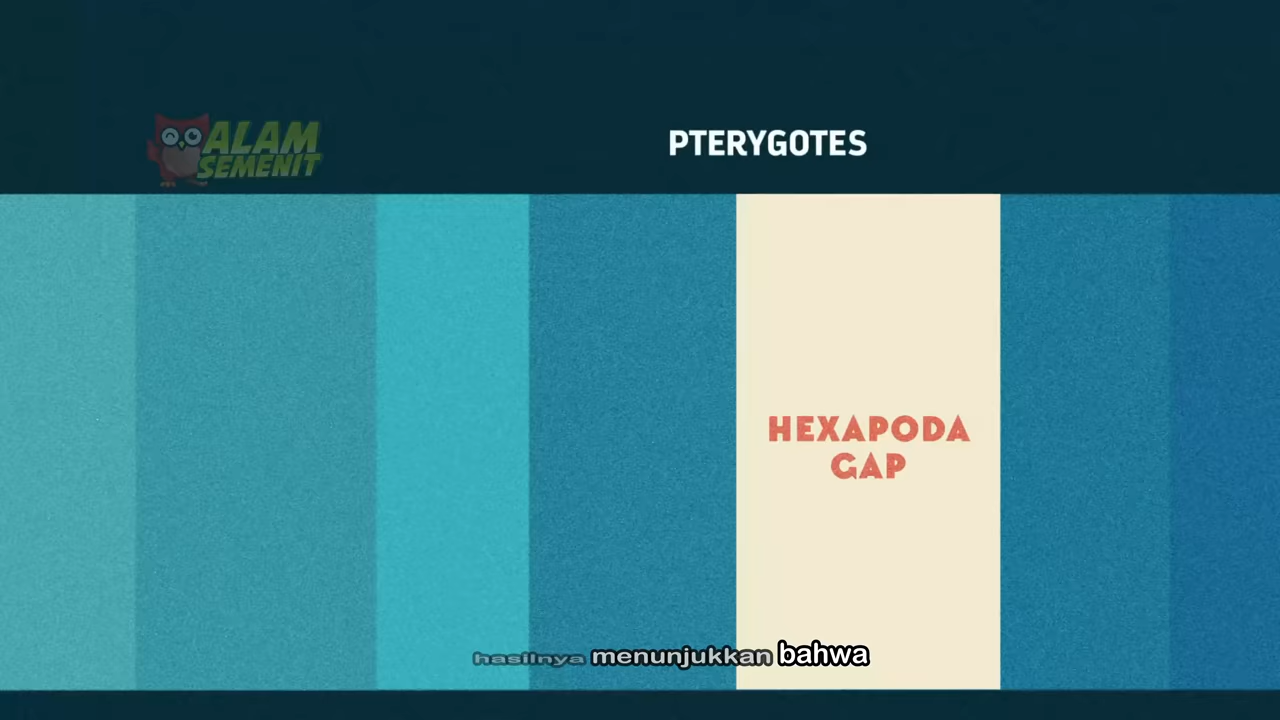 ALAM
SEMENIT
PTERYGOTES
HEXAPODA
GAP
hasilnya menunjukkan bahwa